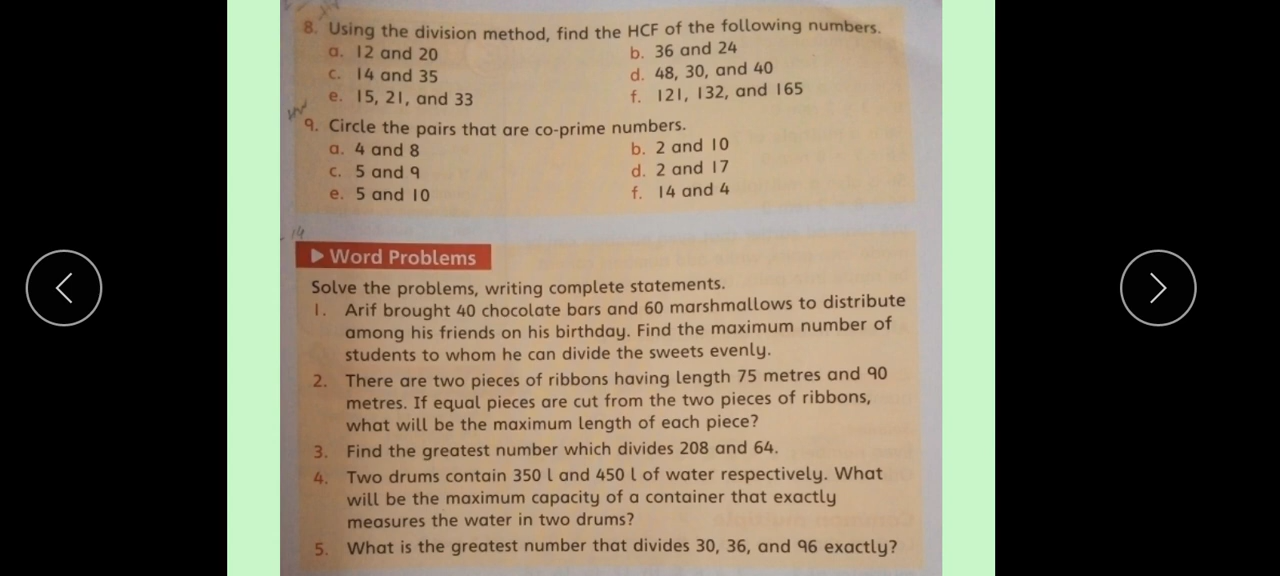 8. Using the division method, find the HCF of the following numbers.
a. 12 and 20 b. 36 and 24
c. 14 and 35 d. 48, 30, and 40
e. 15, 21, and 33 f. 121, 132, and 165
9. Circle the pairs that are co-prime numbers.
a. 4 and 8 b. 2 and 10
c. 5 and 9 d. 2 and 17
e. 5 and 10 f. 14 and 4
14
Word Problems
Solve the problems, writing complete statements.
1. Arif brought 40 chocolate bars and 60 marshmallows to distribute
among his friends on his birthday. Find the maximum number of
students to whom he can divide the sweets evenly.
2. There are two pieces of ribbons having length 75 metres and 90
metres. If equal pieces are cut from the two pieces of ribbons,
what will be the maximum length of each piece?
3. Find the greatest number which divides 208 and 64.
4. Two drums contain 350 l and 450 l of water respectively. What
will be the maximum capacity of a container that exactly
measures the water in two drums?
5. What is the greatest number that divides 30, 36, and 96 exactly?